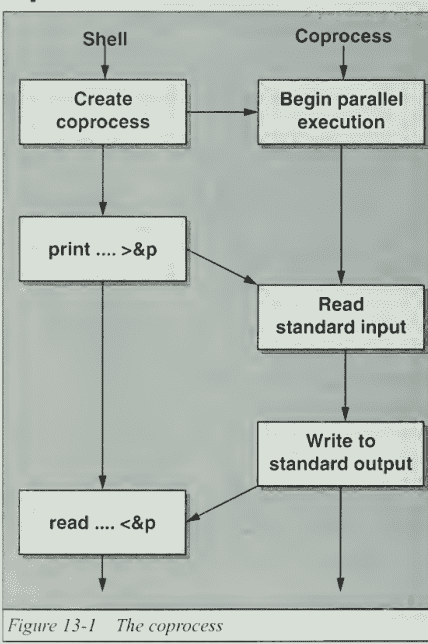 Shell
Coprocess
Create
coprocess
Begin parallel
execution
print .... >&p
Read
standard input
Write to
standard output
read .... <&p
Figure 13-1 The coprocess